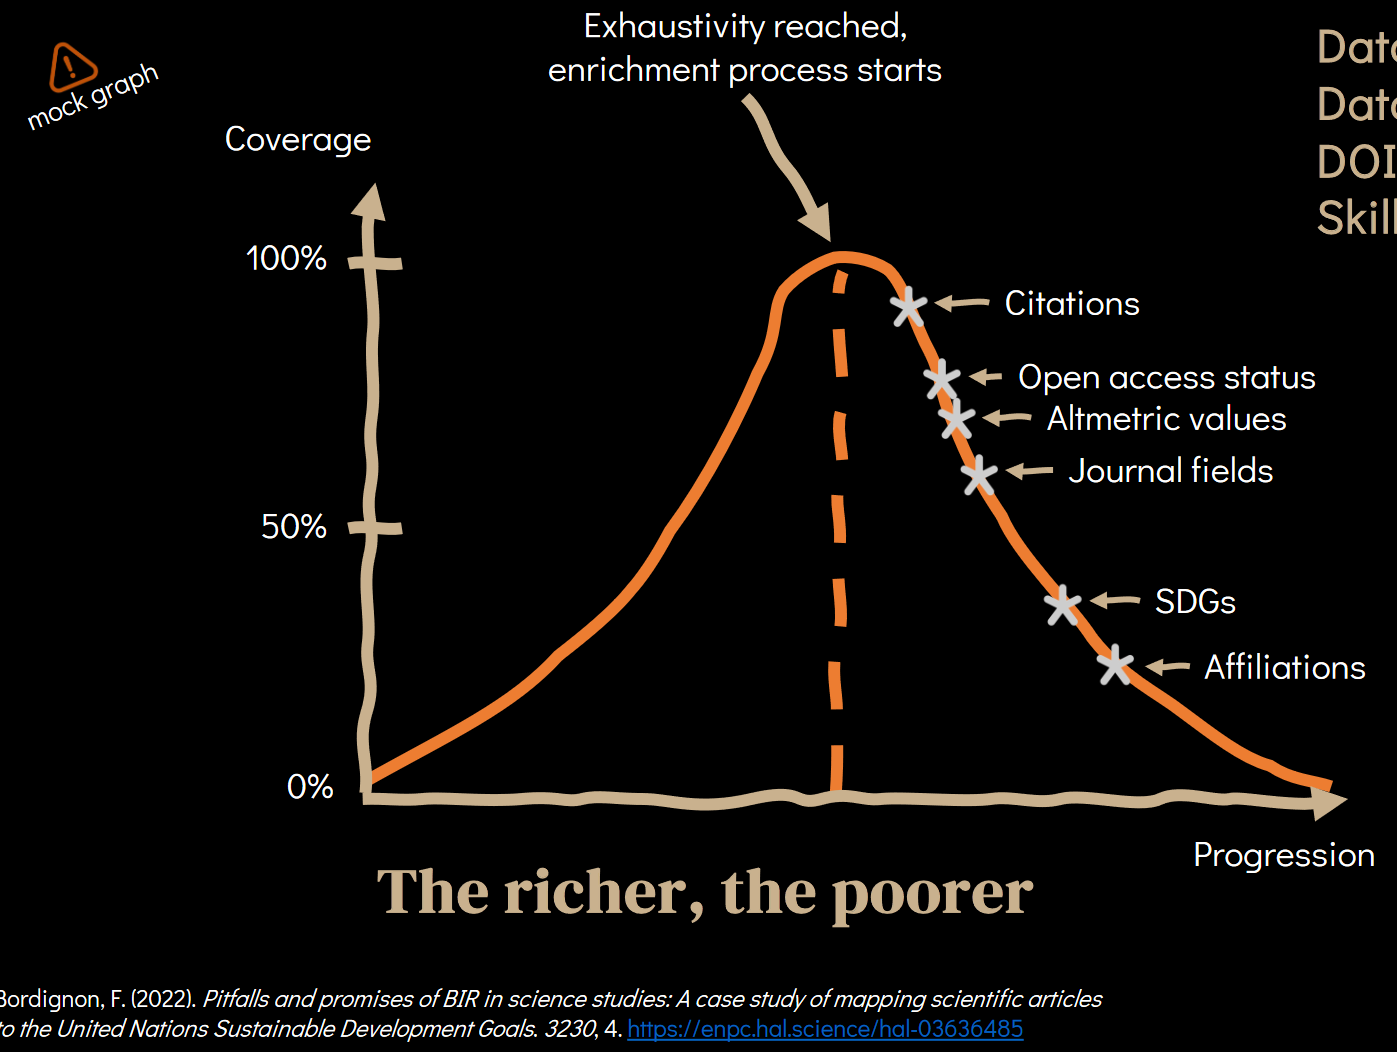 Exhaustivity reached,
enrichment process starts
mock graph
Coverage
100%
50%
0%
Citations
Open access status
Altmetric values
Journal fields
SDGs
Affiliations
Progression
DOI
The richer, the poorer
Bordignon, F. (2022). Pitfalls and promises of BIR in science studies: A case study of mapping scientific articles
to the United Nations Sustainable Development Goals. 3230, 4. https://enpc.hal.science/hal-03636485